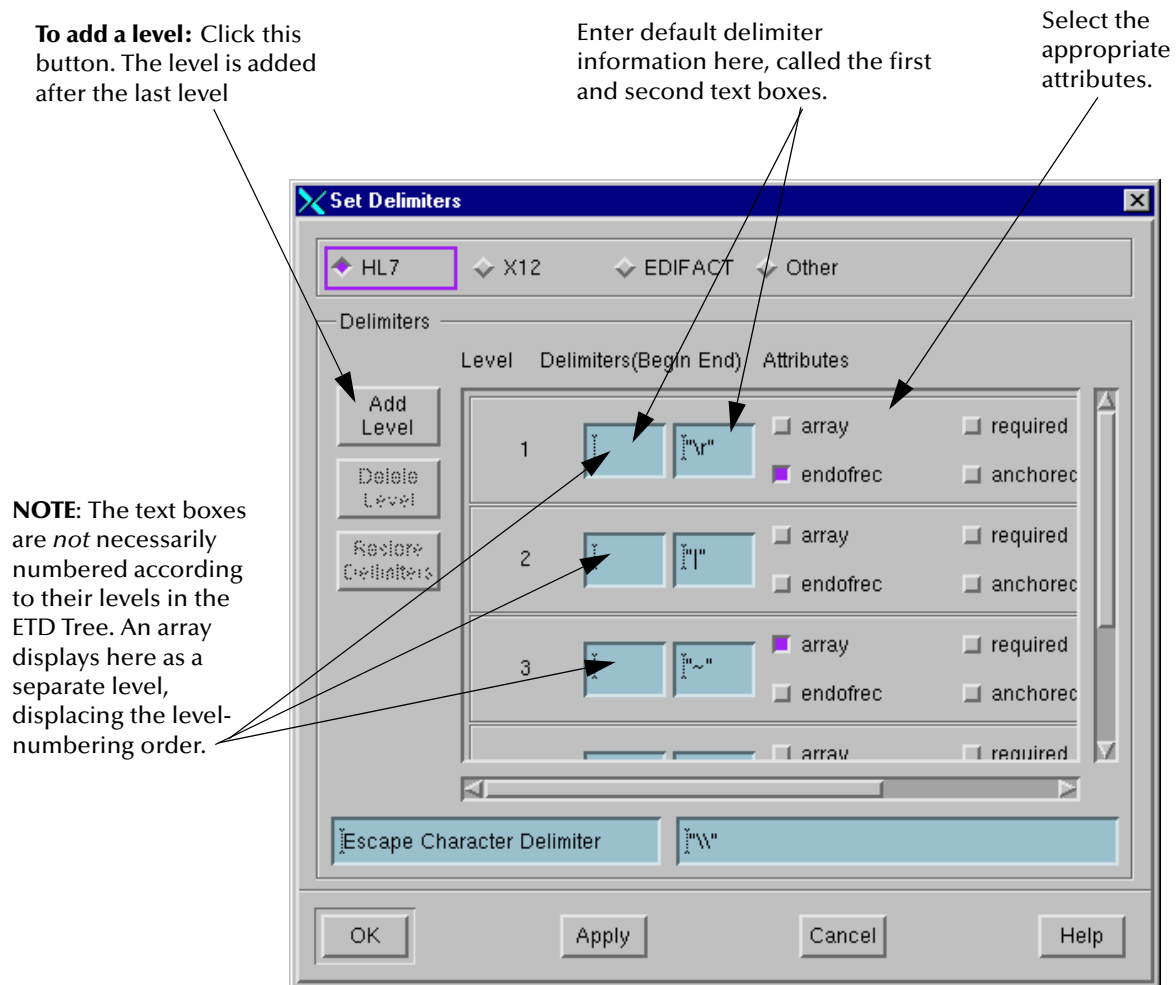 To add a level: Click this
button. The level is added
after the last level
Enter default delimiter
information here, called the first
and second text boxes.
Select the
appropriate
attributes.
Set Delimiters
HL7 X12 EDIFACT Other
Delimiters
Level Delimiters(Begin End) Attributes
Add
Level
Delete
Level
Restore
Delimiters
1 "\r" array required
endofrec anchorec
2 "|" array required
endofrec anchorec
3 "~" array required
endofrec anchorec
array required
NOTE: The text boxes
are not necessarily
numbered according
to their levels in the
ETD Tree. An array
displays here as a
separate level,
displacing the level-
numbering order.
Escape Character Delimiter "\\"
OK Apply Cancel Help